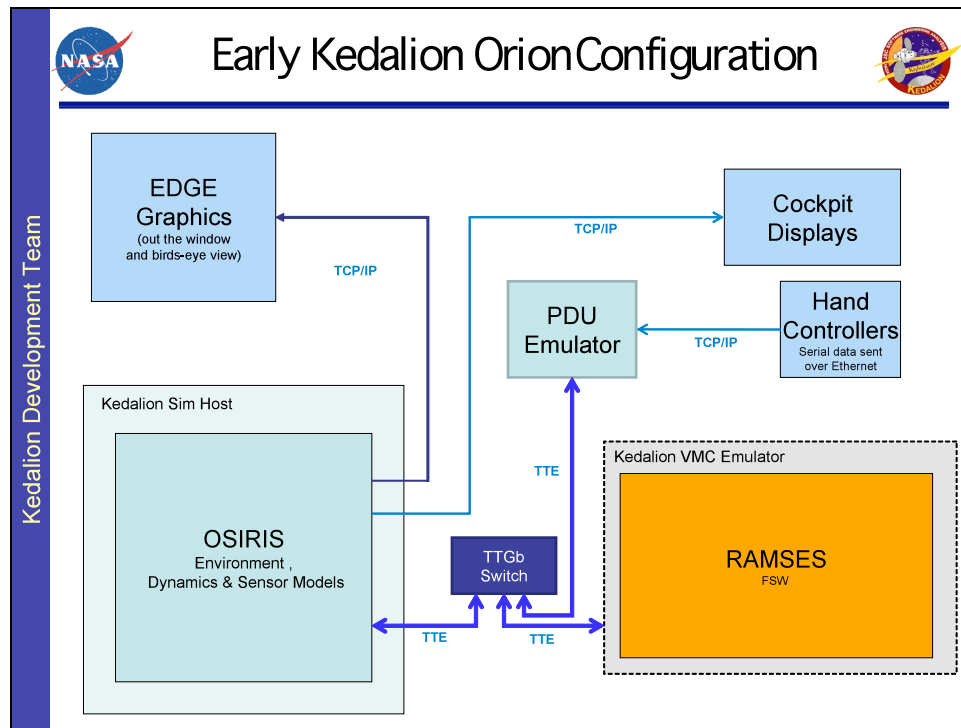 NASA
Early Kedalion OrionConfiguration
KEDALION
Kedalion Development Team
EDGE
Graphics
(out the window
and birds-eye view)
TCP/IP
TCP/IP
Cockpit
Displays
PDU
Emulator
TCP/IP
Hand
Controllers
Serial data sent
over Ethernet
Kedalion Sim Host
OSIRIS
Environment ,
Dynamics & Sensor Models
TTE
TTGb
Switch
TTE
TTE
Kedalion VMC Emulator
RAMSES
FSW